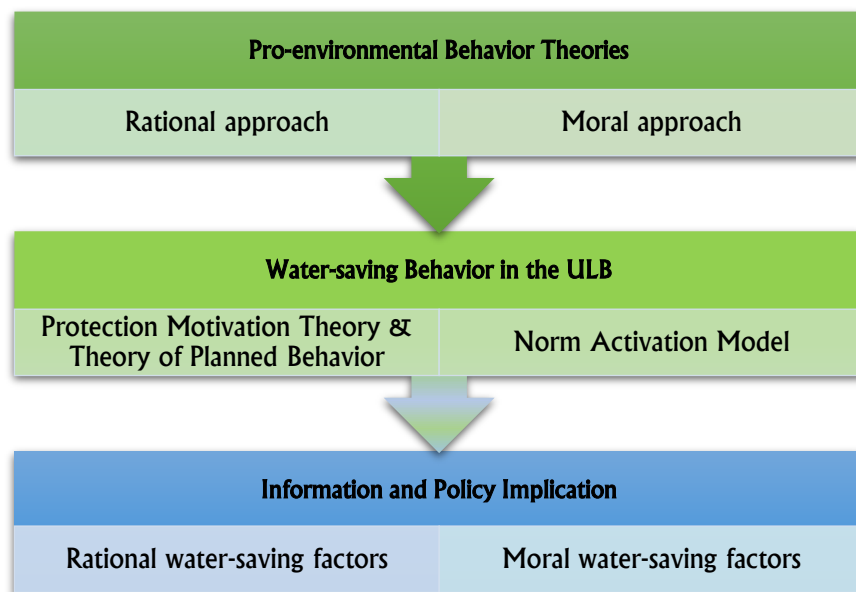 Pro-environmental Behavior Theories
Rational approach
Moral approach
Water-saving Behavior in the ULB
Protection Motivation Theory &
Theory of Planned Behavior
Norm Activation Model
Information and Policy Implication
Rational water-saving factors
Moral water-saving factors